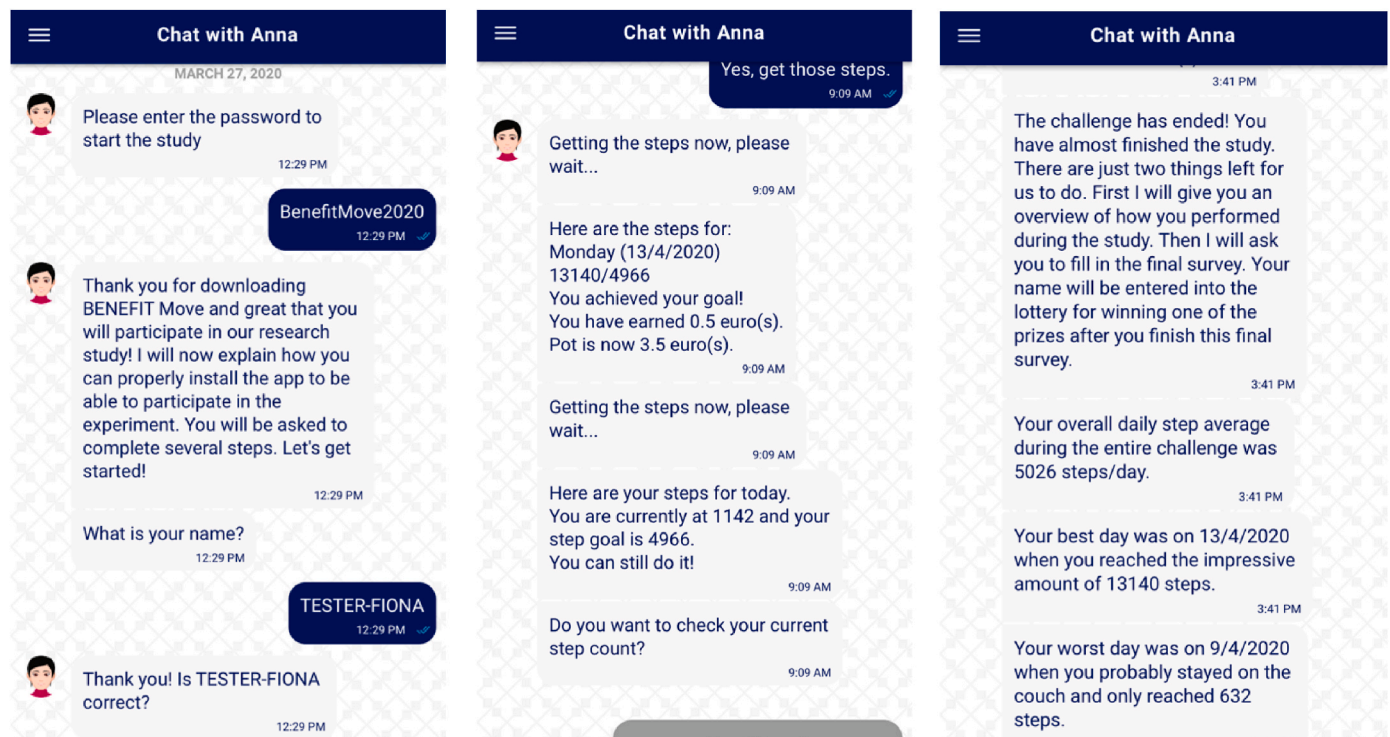 Chat with Anna
MARCH 27, 2020
Please enter the password to
start the study
12:29 PM
BenefitMove2020
12:29 PM
Thank you for downloading
BENEFIT Move and great that you
will participate in our research
study! I will now explain how you
can properly install the app to be
able to participate in the
experiment. You will be asked to
complete several steps. Let's get
started!
12:29 PM
What is your name?
12:29 PM
TESTER-FIONA
12:29 PM
Thank you! Is TESTER-FIONA
correct?
12:29 PM
Chat with Anna
Yes, get those steps.
9:09 AM
Getting the steps now, please
wait...
9:09 AM
Here are the steps for:
Monday (13/4/2020)
13140/4966
You achieved your goal!
You have earned 0.5 euro(s).
Pot is now 3.5 euro(s).
9:09 AM
Getting the steps now, please
wait...
9:09 AM
Here are your steps for today.
You are currently at 1142 and your
step goal is 4966.
You can still do it!
9:09 AM
Do you want to check your current
step count?
9:09 AM
Chat with Anna
3:41 PM
The challenge has ended! You
have almost finished the study.
There are just two things left for
us to do. First I will give you an
overview of how you performed
during the study. Then I will ask
you to fill in the final survey. Your
name will be entered into the
lottery for winning one of the
prizes after you finish this final
survey.
3:41 PM
Your overall daily step average
during the entire challenge was
5026 steps/day.
3:41 PM
Your best day was on 13/4/2020
when you reached the impressive
amount of 13140 steps.
3:41 PM
Your worst day was on 9/4/2020
when you probably stayed on the
couch and only reached 632
steps.